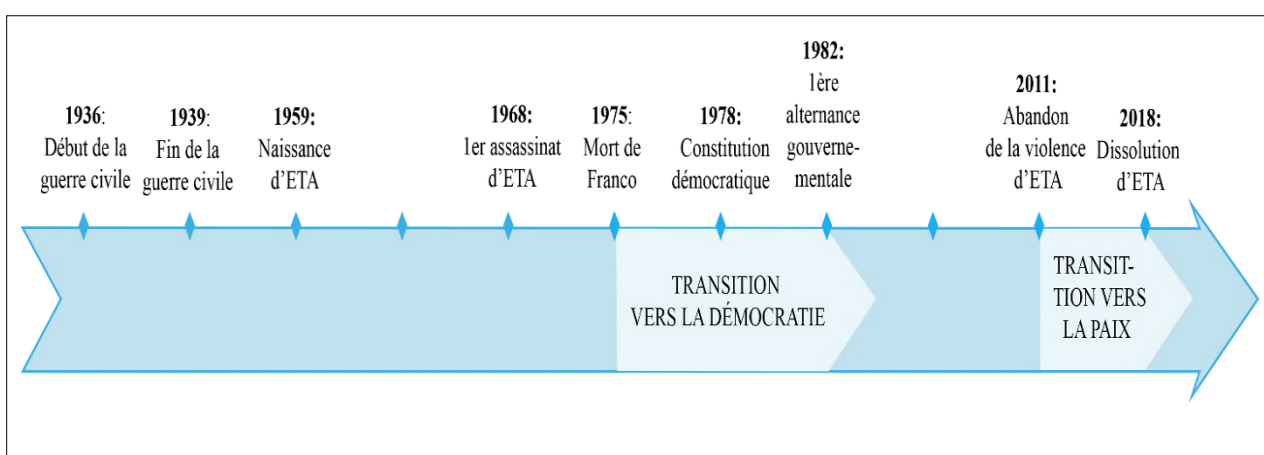 1936:
Début de la
guerre civile
1939:
Fin de la
guerre civile
1959:
Naissance
d'ETA
1968:
1er assassinat
d'ETA
1975:
Mort de
Franco
1978:
Constitution
démocratique
1982:
1ère
alternance
gouverne-
mentale
2011:
Abandon
de la violence
d'ETA
2018:
Dissolution
d'ETA
TRANSITION
VERS LA DÉMOCRATIE
TRANSIT-
TION VERS
LA PAIX